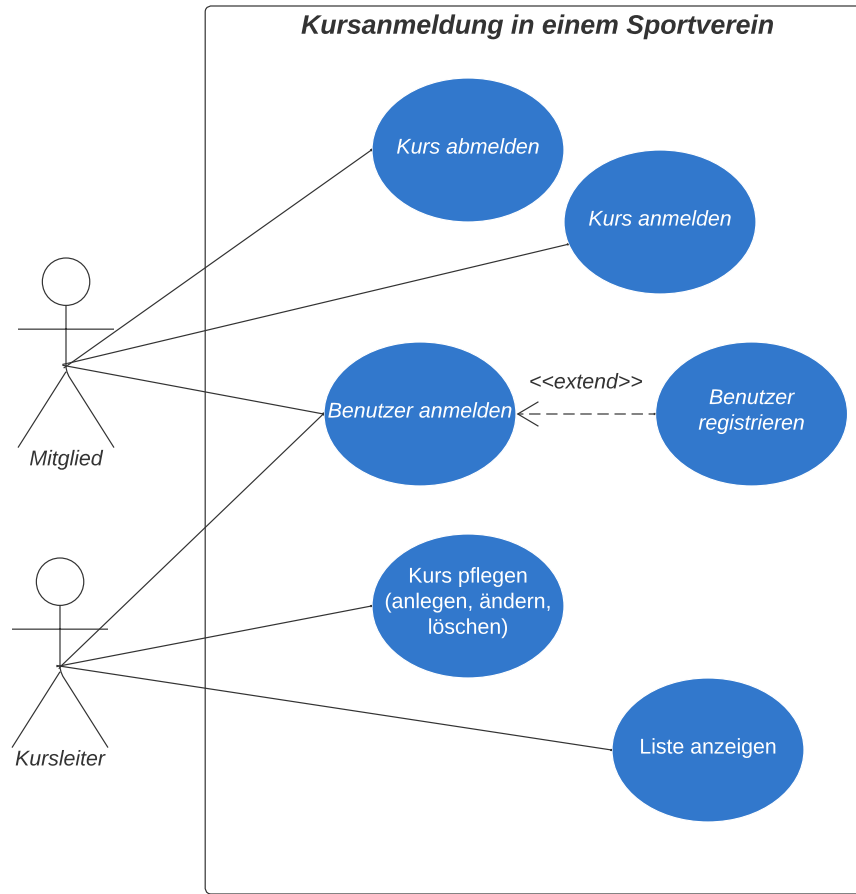 Kursanmeldung in einem Sportverein
Kurs abmelden
Kurs anmelden
<<extend>>
Benutzer anmelden
Benutzer
registrieren
Mitglied
Kurs pflegen
(anlegen, ändern,
löschen)
Liste anzeigen
Kursleiter